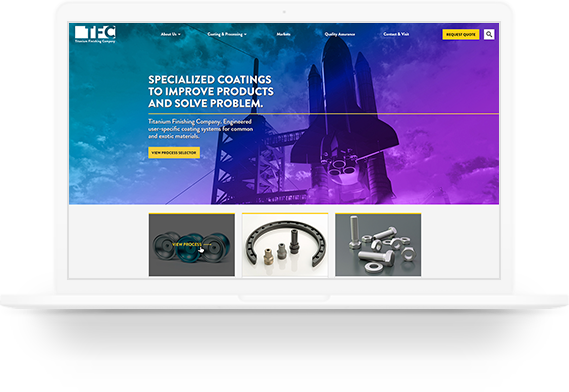 TFC
Titanium Finishing Company
About Us
Coating & Processing
Markets
Quality Assurance
Contact & Visit
REQUEST QUOTE
SPECIALIZED COATINGS
TO IMPROVE PRODUCTS
AND SOLVE PROBLEM.
Titanium Finishing Company. Engineered
user-specific coating systems for common
and exotic materials.
VIEW PROCESS SELECTOR
VIEW PROCESS